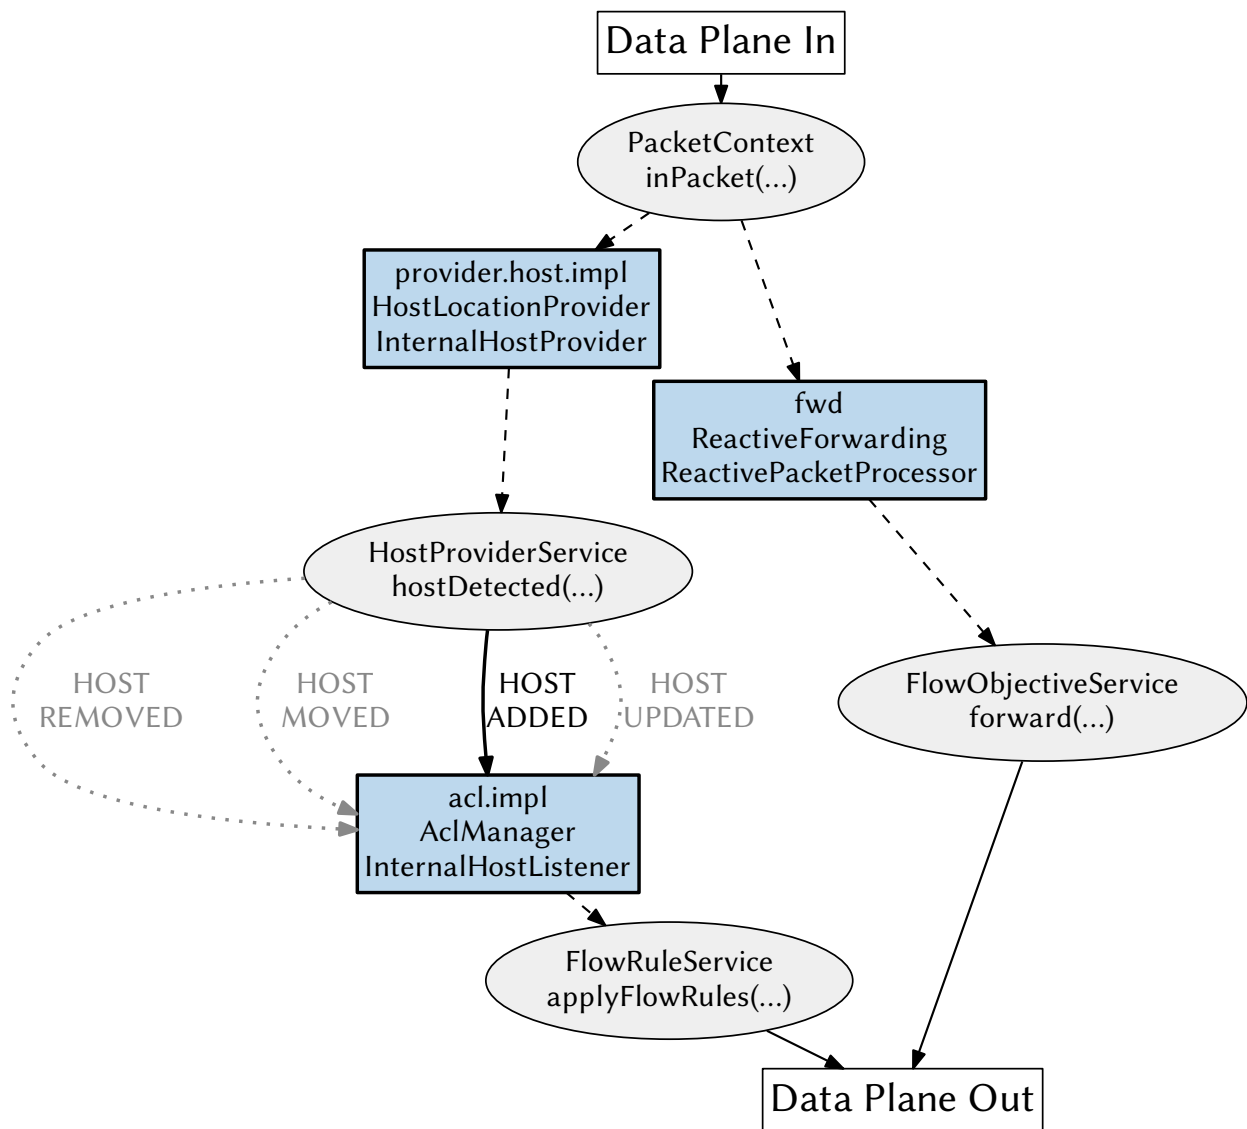 Data Plane In
PacketContext
inPacket(...)
provider.host.impl
HostLocationProvider
InternalHostProvider
fwd
ReactiveForwarding
ReactivePacketProcessor
HostProviderService
hostDetected(...)
HOST
REMOVED
HOST
MOVED
HOST
ADDED
HOST
UPDATED
FlowObjectiveService
forward(...)
acl.impl
AclManager
InternalHostListener
FlowRuleService
applyFlowRules(...)
Data Plane Out